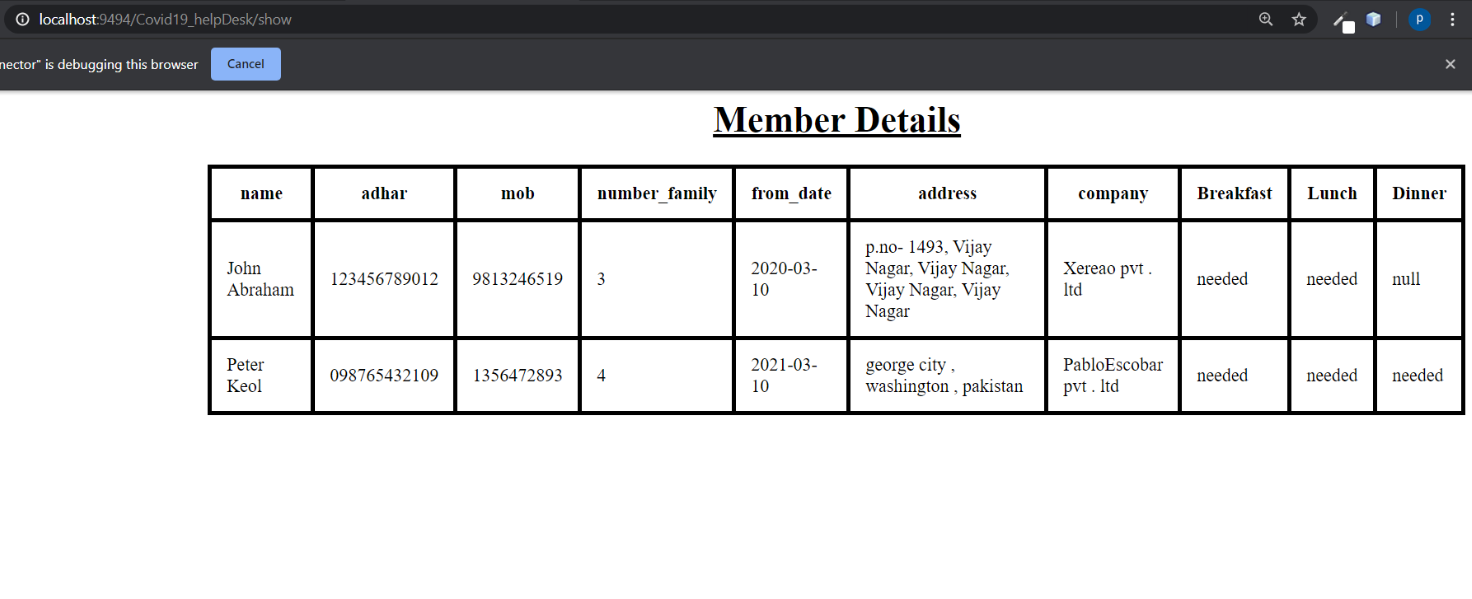 localhost:9494/Covid19_helpDesk/show
p
nector" is debugging this browser
Cancel
Member Details
name adhar mob number_family from_date address company Breakfast Lunch Dinner
John
Abraham
123456789012
9813246519
3
2020-03-
10
p.no- 1493, Vijay
Nagar, Vijay Nagar,
Vijay Nagar, Vijay
Nagar
Xereao pvt .
ltd
needed
needed
null
Peter
Keol
098765432109
1356472893
4
2021-03-
10
george city ,
washington , pakistan
PabloEscobar
pvt . ltd
needed
needed
needed